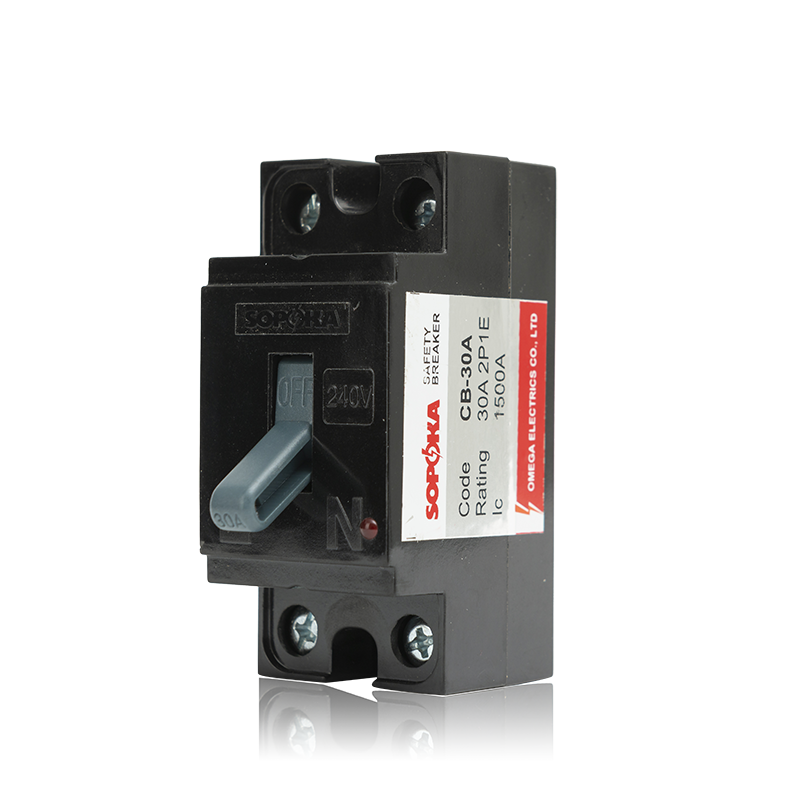 SOPOKA
OFF
240V
30A
N
SOPOKA
SAFETY
BREAKER
Code CB-30A
Rating 30A 2P1E
Ic 1500A
OMEGA ELECTRICS CO., LTD